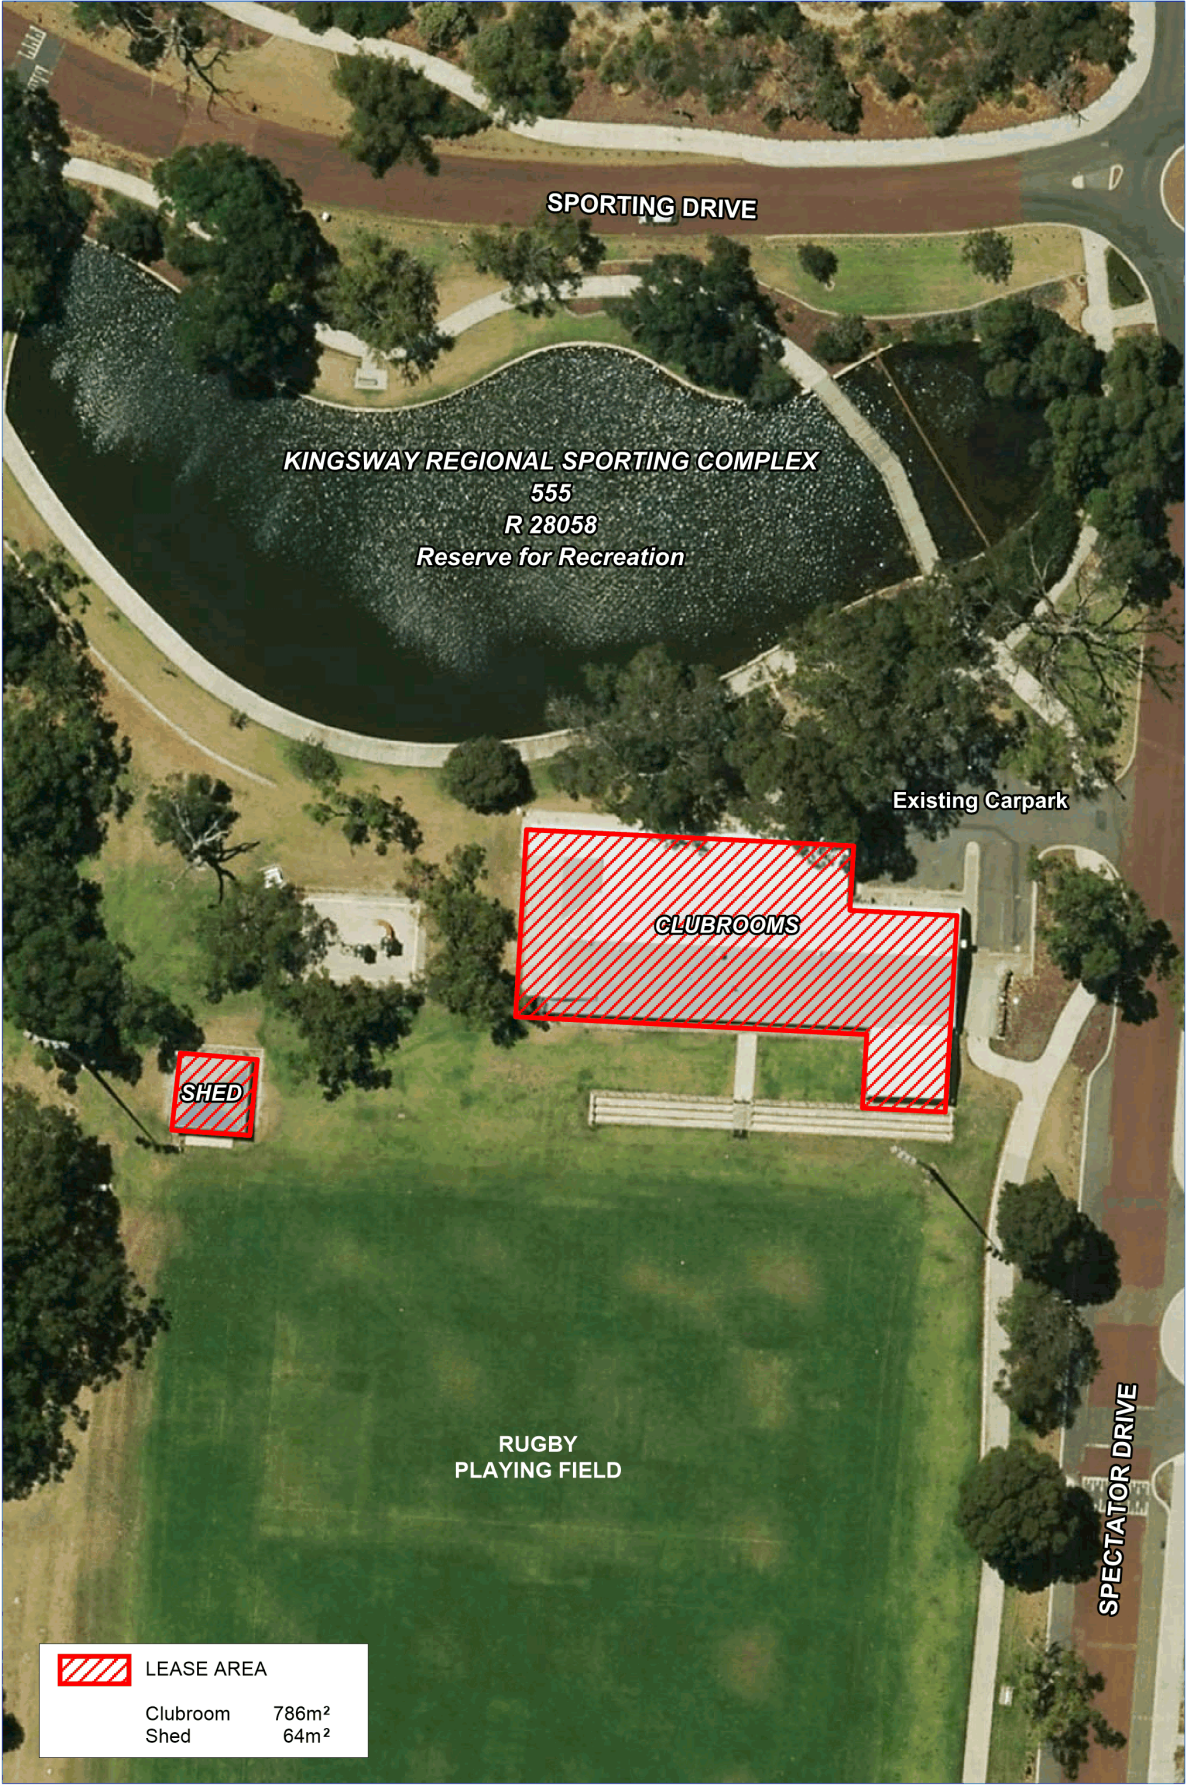 SPORTING DRIVE
KINGSWAY REGIONAL SPORTING COMPLEX
555
R 28058
Reserve for Recreation
Existing Carpark
CLUBROOMS
SHED
RUGBY
PLAYING FIELD
SPECTATOR DRIVE
LEASE AREA
Clubroom 786m²
Shed 64m²